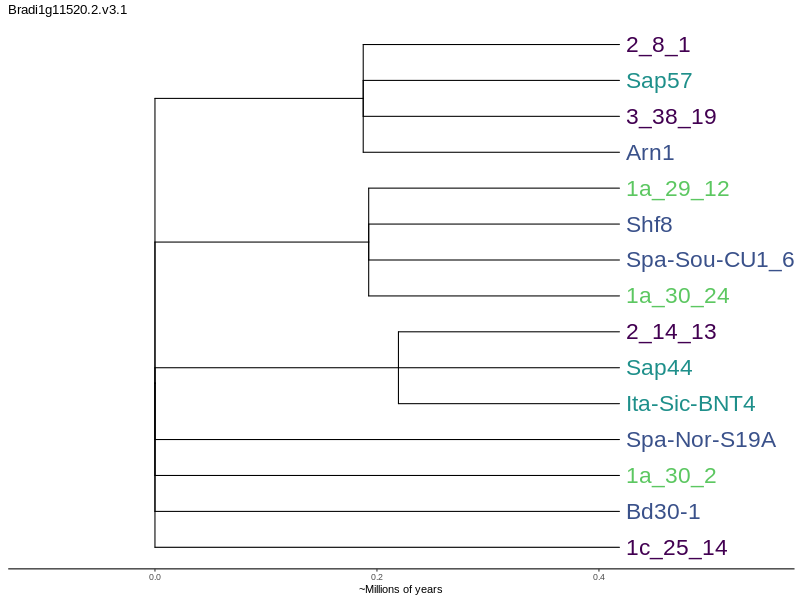 Bradi1g11520.2.v3.1
2_8_1
Sap57
3_38_19
Arn1
1a_29_12
Shf8
Spa-Sou-CU1_6
1a_30_24
2_14_13
Sap44
Ita-Sic-BNT4
Spa-Nor-S19A
1a_30_2
Bd30-1
1c_25_14
0.0 0.2 0.4
~Millions of years